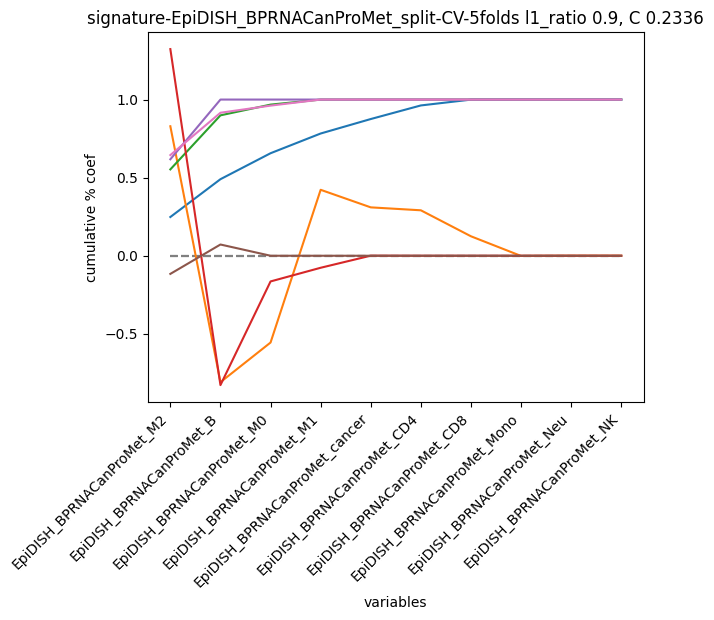 signature-EpiDISH_BPRNACanProMet_split-CV-5folds l1_ratio 0.9, C 0.2336
cumulative % coef
1.0
0.5
0.0
−0.5
EpiDISH_BPRNACanProMet_M2
EpiDISH_BPRNACanProMet_B
EpiDISH_BPRNACanProMet_M0
EpiDISH_BPRNACanProMet_M1
EpiDISH_BPRNACanProMet_cancer
EpiDISH_BPRNACanProMet_CD4
EpiDISH_BPRNACanProMet_CD8
EpiDISH_BPRNACanProMet_Mono
EpiDISH_BPRNACanProMet_Neu
EpiDISH_BPRNACanProMet_NK
variables